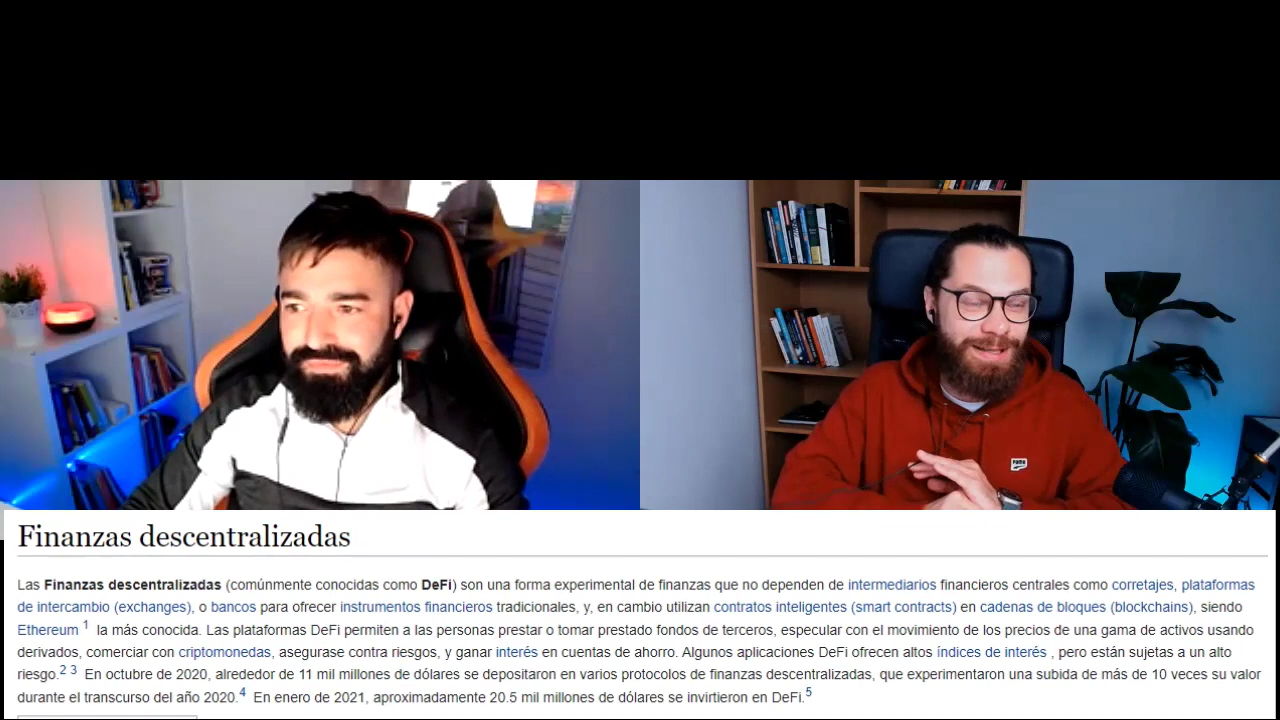 PUMA
Finanzas descentralizadas
Las Finanzas descentralizadas (comúnmente conocidas como DeFi) son una forma experimental de finanzas que no dependen de intermediarios financieros centrales como corretajes, plataformas
de intercambio (exchanges), o bancos para ofrecer instrumentos financieros tradicionales, y, en cambio utilizan contratos inteligentes (smart contracts) en cadenas de bloques (blockchains), siendo
Ethereum 1 la más conocida. Las plataformas DeFi permiten a las personas prestar o tomar prestado fondos de terceros, especular con el movimiento de los precios de una gama de activos usando
derivados, comerciar con criptomonedas, asegurase contra riesgos, y ganar interés en cuentas de ahorro. Algunos aplicaciones DeFi ofrecen altos índices de interés , pero están sujetas a un alto
riesgo.2 3 En octubre de 2020, alrededor de 11 mil millones de dólares se depositaron en varios protocolos de finanzas descentralizadas, que experimentaron una subida de más de 10 veces su valor
durante el transcurso del año 2020.4 En enero de 2021, aproximadamente 20.5 mil millones de dólares se invirtieron en DeFi.5